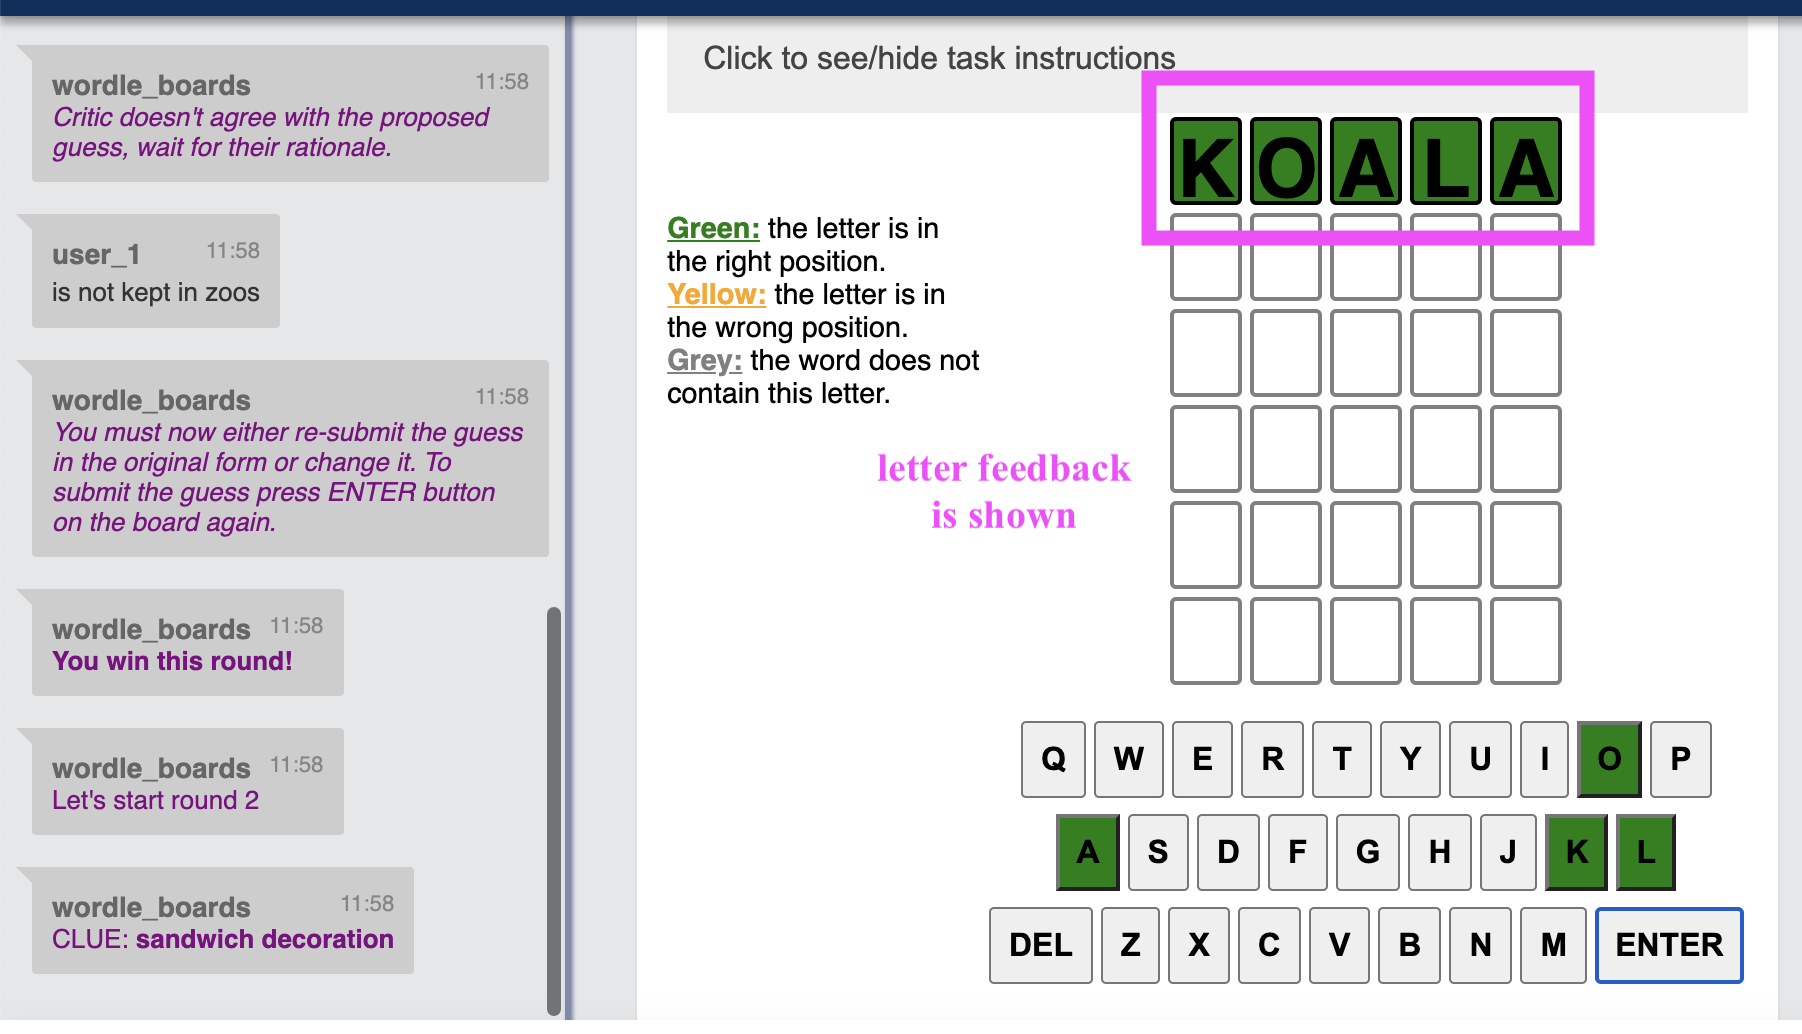 wordle_boards 11:58
Critic doesn't agree with the proposed
guess, wait for their rationale.
user_1 11:58
is not kept in zoos
wordle_boards 11:58
You must now either re-submit the guess
in the original form or change it. To
submit the guess press ENTER button
on the board again.
wordle_boards 11:58
You win this round!
wordle_boards 11:58
Let's start round 2
wordle_boards 11:58
CLUE: sandwich decoration
Click to see/hide task instructions
KOALA
Green: the letter is in
the right position.
Yellow: the letter is in
the wrong position.
Grey: the word does not
contain this letter.
letter feedback
is shown
Q W E R T Y U I O P
A S D F G H J K L
DEL Z X C V B N M ENTER